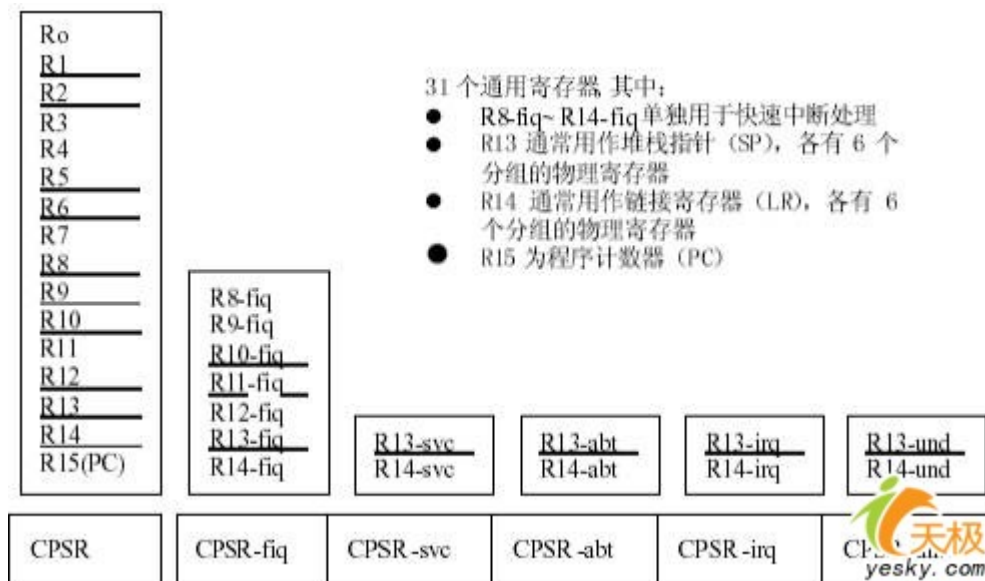 Ro
R1
R2
R3
R4
R5
R6
R7
R8
R9
R10
R11
R12
R13
R14
R15(PC)
31 个通用寄存器,其中:
● R8-fiq~ R14-fiq单独用于快速中断处理
● R13 通常用作堆栈指针 (SP), 各有 6 个
分组的物理寄存器
● R14 通常用作链接寄存器 (LR), 各有 6
个分组的物理寄存器
● R15 为程序计数器 (PC)
R8-fiq
R9-fiq
R10-fiq
R11-fiq
R12-fiq
R13-fiq
R14-fiq
R13-svc
R14-svc
R13-abt
R14-abt
R13-irq
R14-irq
R13-und
R14-und
CPSR
CPSR-fiq
CPSR-svc
CPSR-abt
CPSR-irq
天极
yesky.com